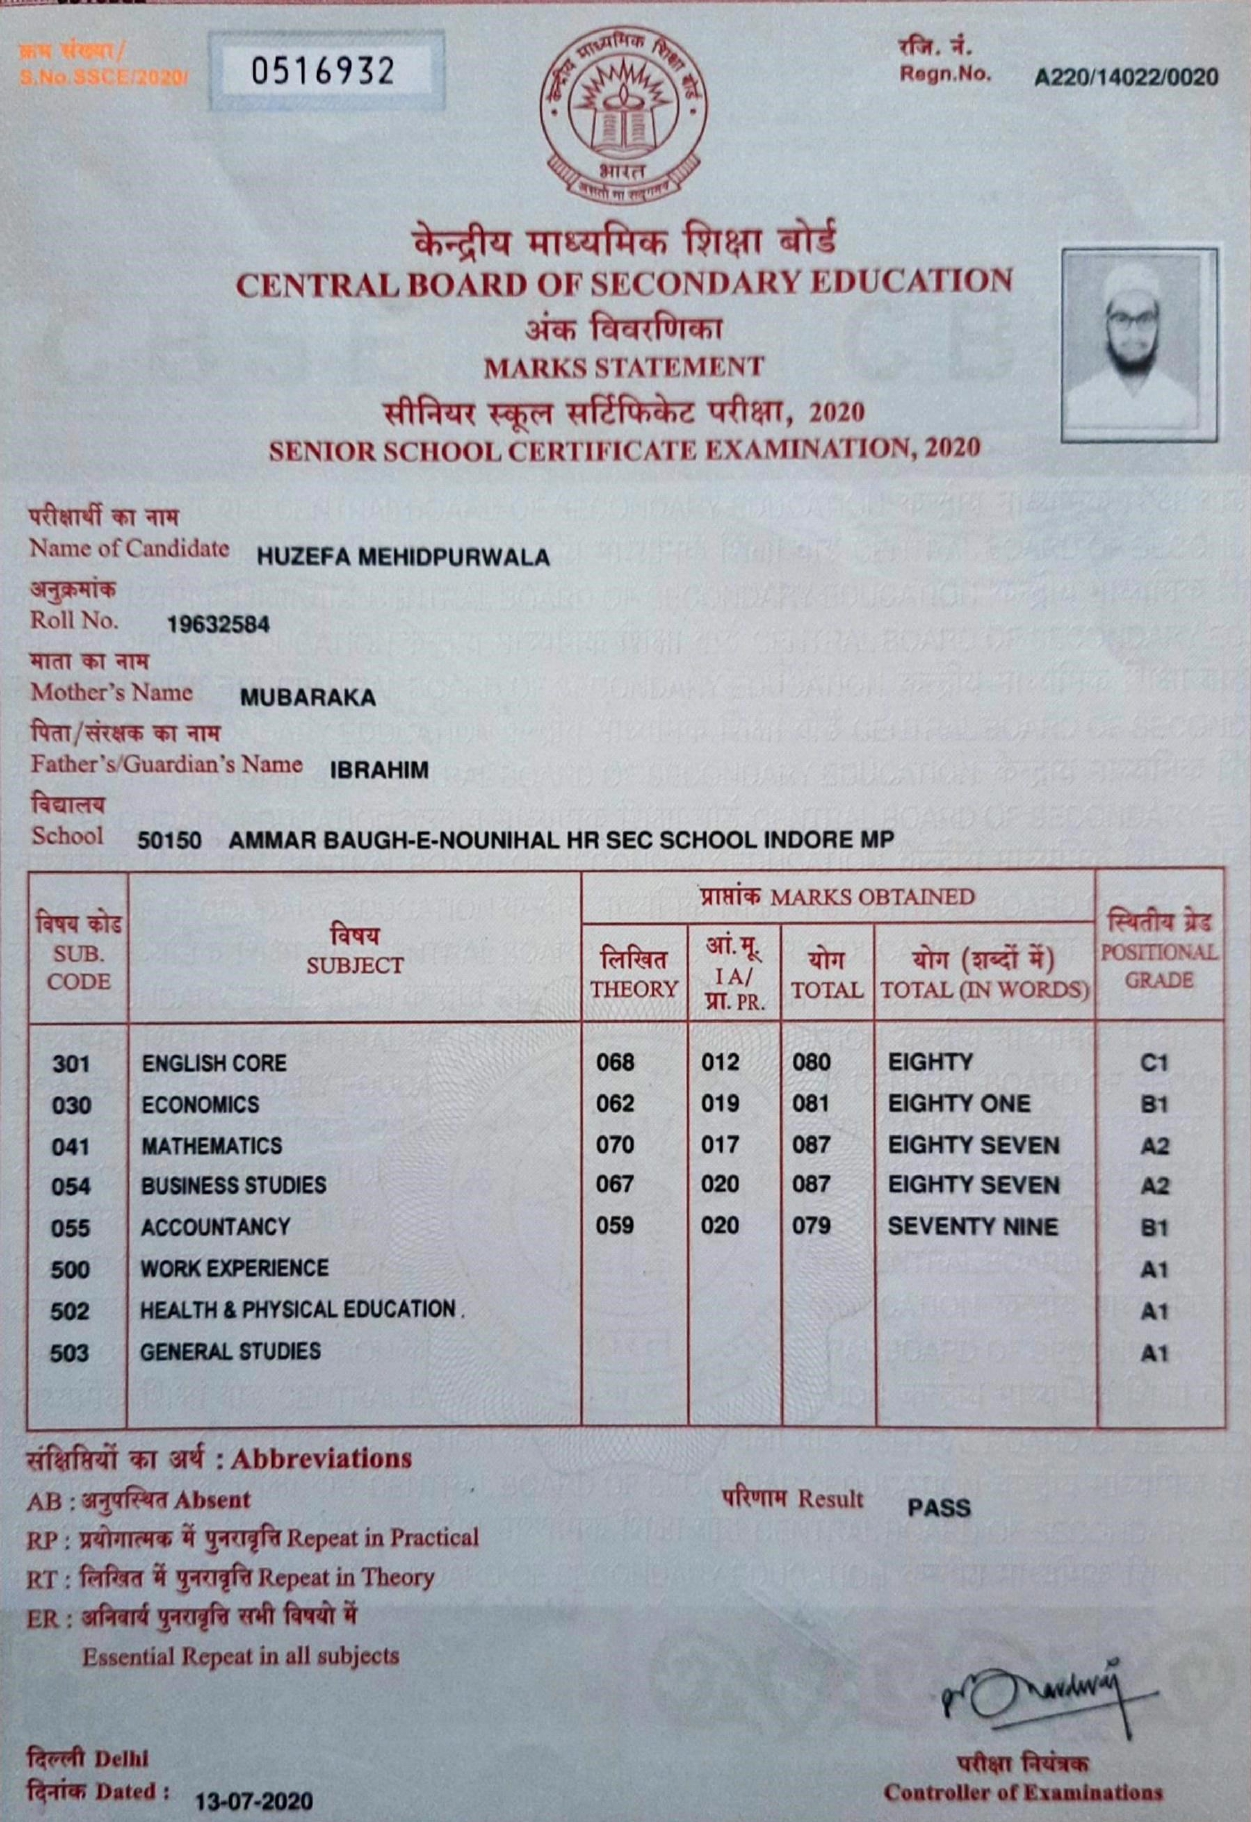 क्रम संख्या/
S.No.SSCE/2020/
0516932
रजि. नं.
Regn.No. A220/14022/0020
केन्द्रीय माध्यमिक शिक्षा बोर्ड
भारत
असतो मा सद्गमय
केन्द्रीय माध्यमिक शिक्षा बोर्ड
CENTRAL BOARD OF SECONDARY EDUCATION
अंक विवरणिका
MARKS STATEMENT
सीनियर स्कूल सर्टिफिकेट परीक्षा, 2020
SENIOR SCHOOL CERTIFICATE EXAMINATION, 2020
परीक्षार्थी का नाम
Name of Candidate HUZEFA MEHIDPURWALA
अनुक्रमांक
Roll No. 19632584
माता का नाम
Mother's Name MUBARAKA
पिता/संरक्षक का नाम
Father's/Guardian's Name IBRAHIM
विद्यालय
School 50150 AMMAR BAUGH-E-NOUNIHAL HR SEC SCHOOL INDORE MP
विषय कोड
SUB.
CODE
विषय
SUBJECT
प्राप्तांक MARKS OBTAINED
लिखित
THEORY
आं.मू.
I A/
प्रा. PR.
योग
TOTAL
योग (शब्दों में)
TOTAL (IN WORDS)
स्थितीय ग्रेड
POSITIONAL
GRADE
301 ENGLISH CORE 068 012 080 EIGHTY C1
030 ECONOMICS 062 019 081 EIGHTY ONE B1
041 MATHEMATICS 070 017 087 EIGHTY SEVEN A2
054 BUSINESS STUDIES 067 020 087 EIGHTY SEVEN A2
055 ACCOUNTANCY 059 020 079 SEVENTY NINE B1
500 WORK EXPERIENCE A1
502 HEALTH & PHYSICAL EDUCATION . A1
503 GENERAL STUDIES A1
संक्षिप्तियों का अर्थ : Abbreviations
AB : अनुपस्थित Absent
परिणाम Result PASS
RP : प्रयोगात्मक में पुनरावृत्ति Repeat in Practical
RT : लिखित में पुनरावृत्ति Repeat in Theory
ER : अनिवार्य पुनरावृत्ति सभी विषयो में
Essential Repeat in all subjects
दिल्ली Delhi
दिनांक Dated : 13-07-2020
परीक्षा नियंत्रक
Controller of Examinations